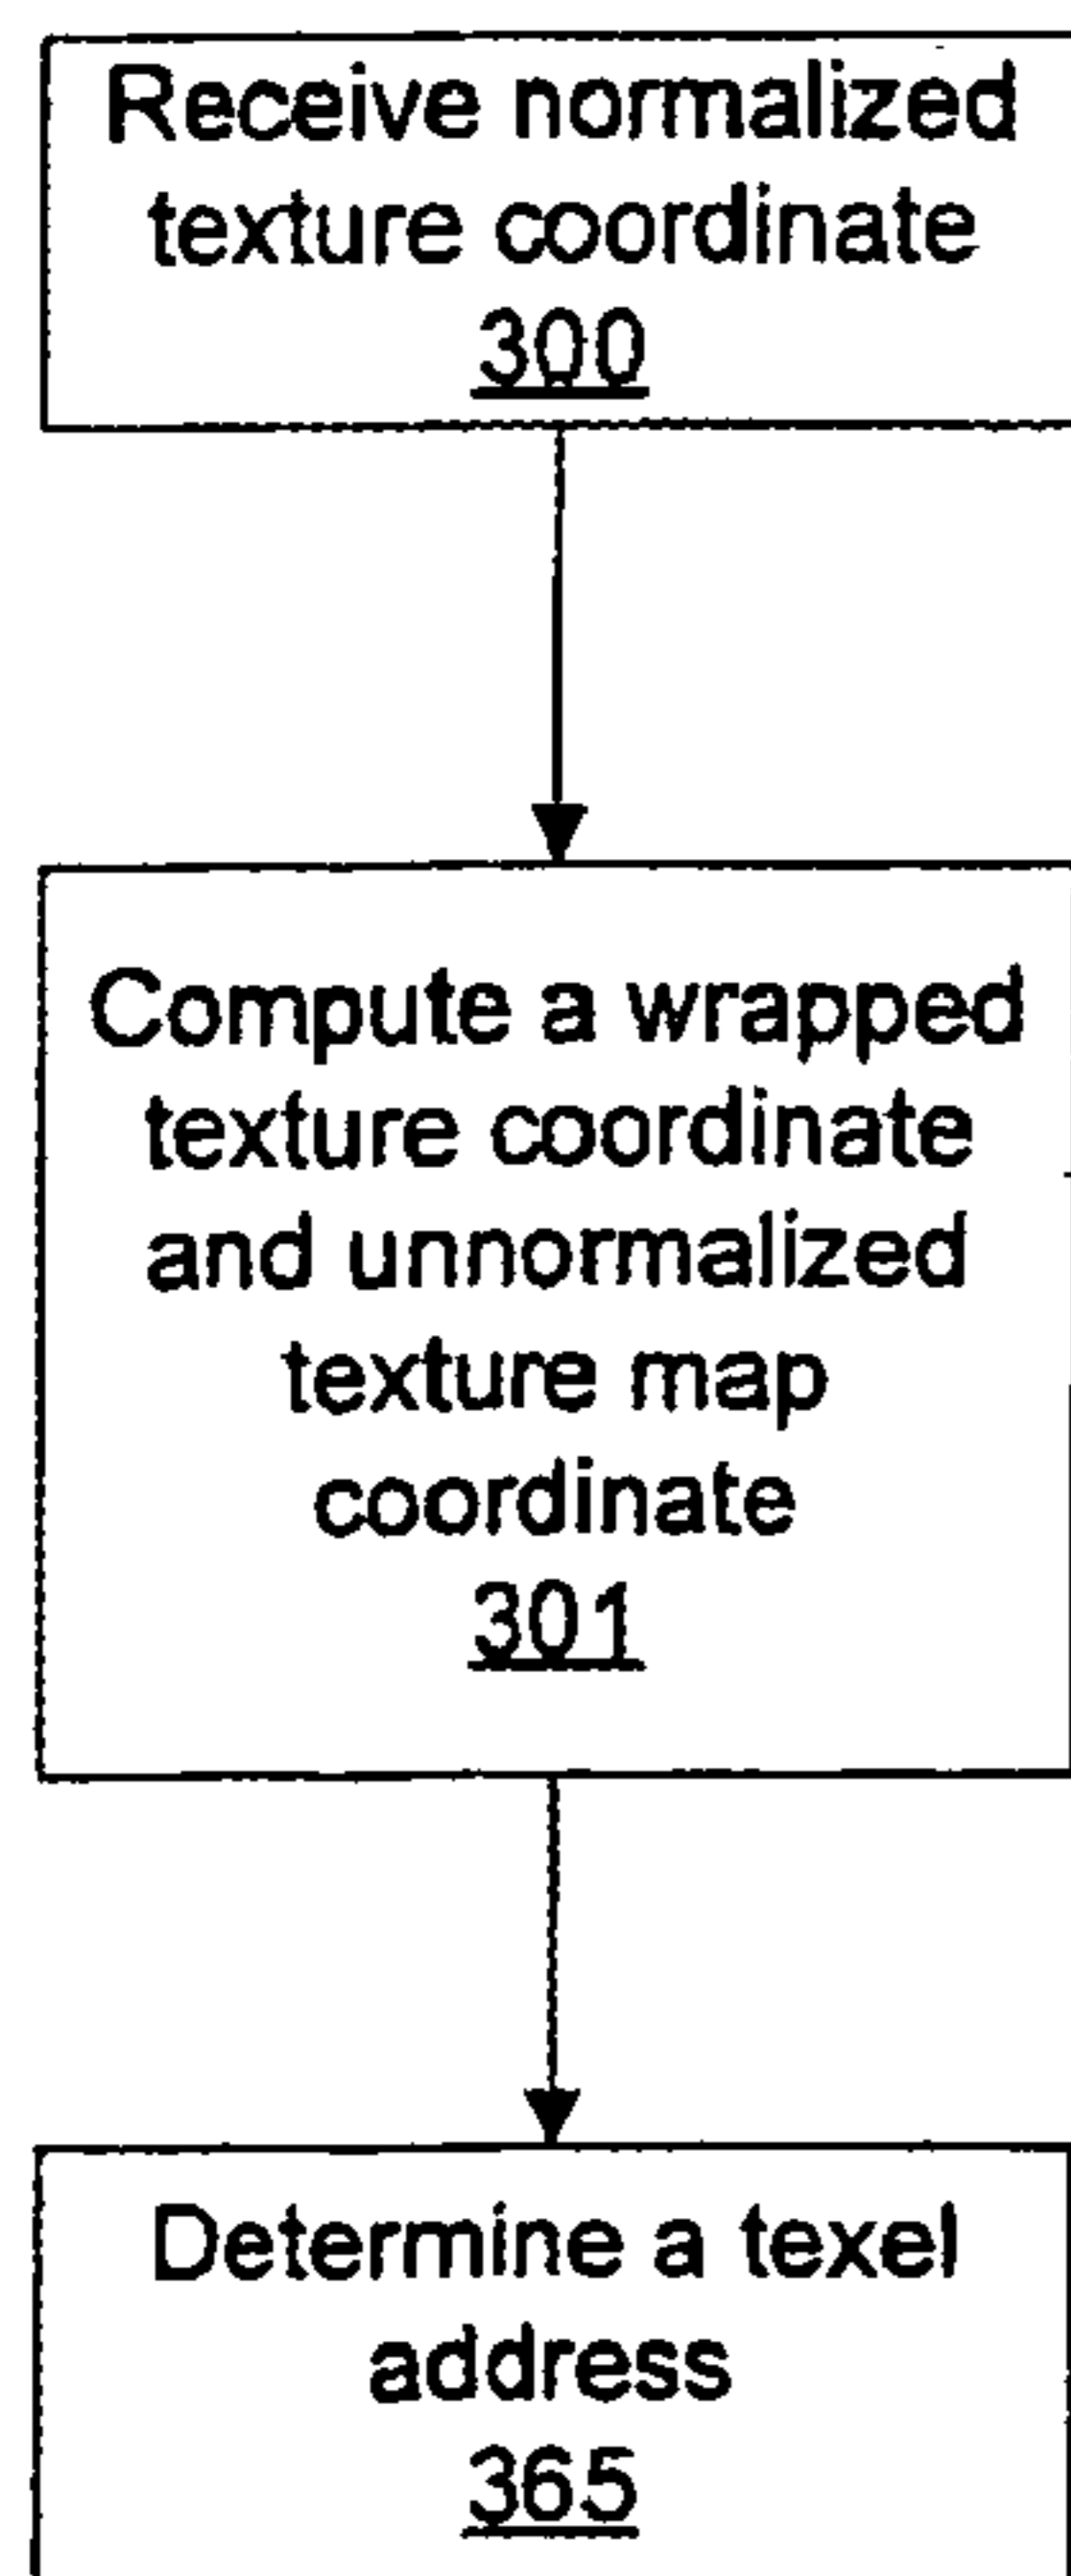 Receive normalized
texture coordinate
300
Compute a wrapped
texture coordinate
and unnormalized
texture map
coordinate
301
Determine a texel
address
365